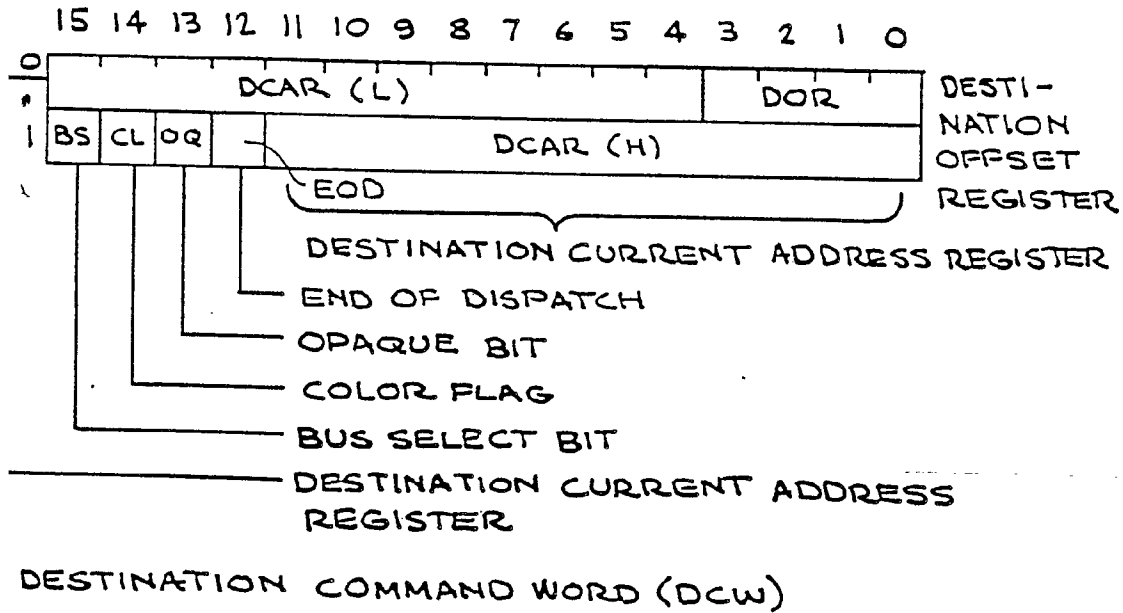 15 14 13 12 11 10 9 8 7 6 5 4 3 2 1 0
0 DCAR (L) DOR
1 BS CL OQ DCAR (H)
DESTI-
NATION
OFFSET
REGISTER
EOD
DESTINATION CURRENT ADDRESS REGISTER
END OF DISPATCH
OPAQUE BIT
COLOR FLAG
BUS SELECT BIT
DESTINATION CURRENT ADDRESS
REGISTER
DESTINATION COMMAND WORD (DCW)